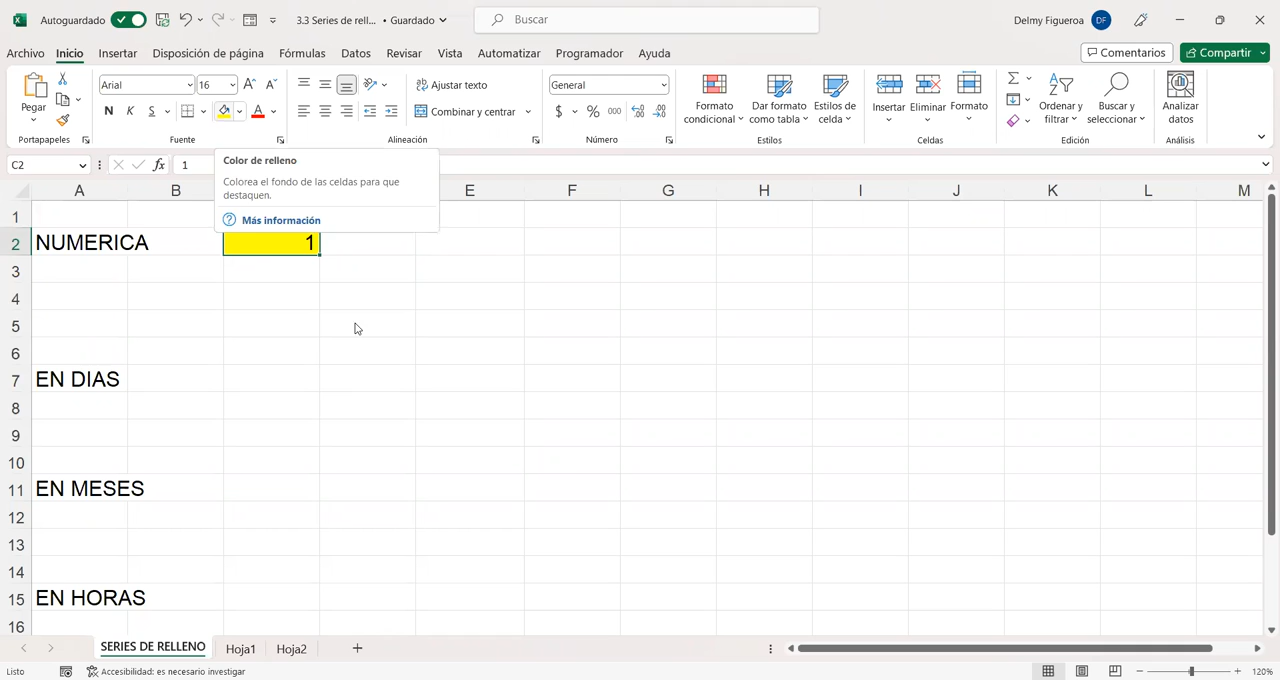 Autoguardado
3.3 Series de rell... • Guardado
Buscar
Delmy Figueroa DF
Archivo Inicio Insertar Disposición de página Fórmulas Datos Revisar Vista Automatizar Programador Ayuda
Comentarios Compartir
Pegar
Portapapeles
Arial 16
N K S
Fuente
Ajustar texto
Combinar y centrar
Alineación
General
$ % 000
Número
Formato condicional
Dar formato como tabla
Estilos de celda
Estilos
Insertar Eliminar Formato
Celdas
Ordenar y filtrar
Buscar y seleccionar
Edición
Analizar datos
Análisis
C2 fx 1
Color de relleno
Colorea el fondo de las celdas para que
destaquen.
Más información
A B E F G H I J K L M
1
2 NUMERICA 1
3
4
5
6
7 EN DIAS
8
9
10
11 EN MESES
12
13
14
15 EN HORAS
16
SERIES DE RELLENO Hoja1 Hoja2
Listo Accesibilidad: es necesario investigar 120%